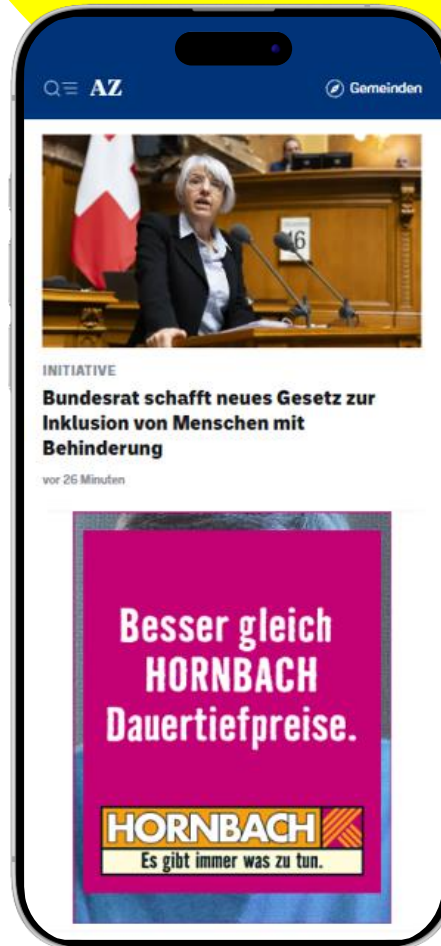 AZ
Gemeinden
16
INITIATIVE
Bundesrat schafft neues Gesetz zur
Inklusion von Menschen mit
Behinderung
vor 26 Minuten
Besser gleich
HORNBACH
Dauertiefpreise.
HORNBACH
Es gibt immer was zu tun.